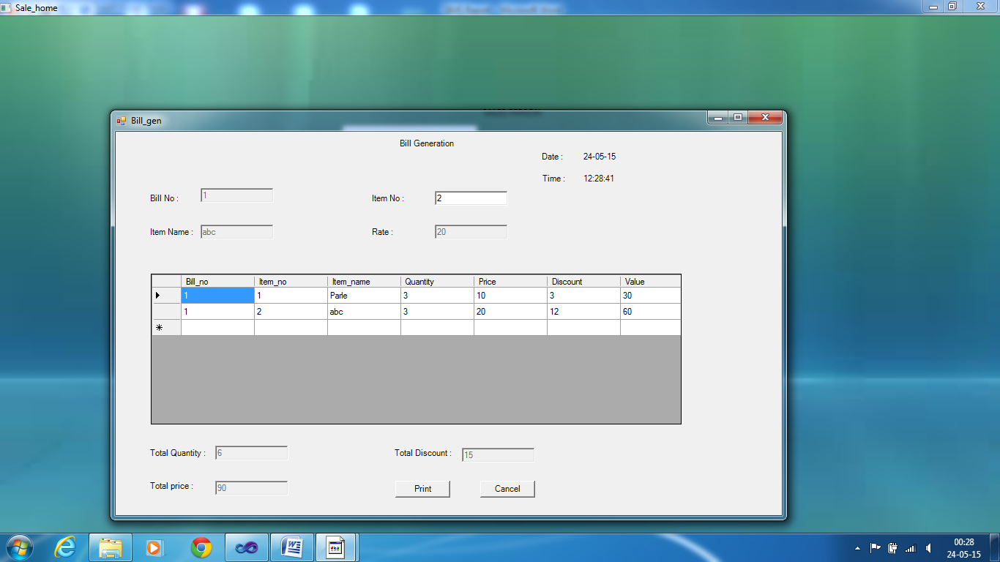 Sale_home
Bill_gen
Bill Generation
Date : 24-05-15
Time : 12:28:41
Bill No : 1 Item No : 2
Item Name : abc Rate : 20
Bill_no Item_no Item_name Quantity Price Discount Value
1 1 Parle 3 10 3 30
1 2 abc 3 20 12 60
Total Quantity : 6 Total Discount : 15
Total price : 90 Print Cancel
00:28
24-05-15